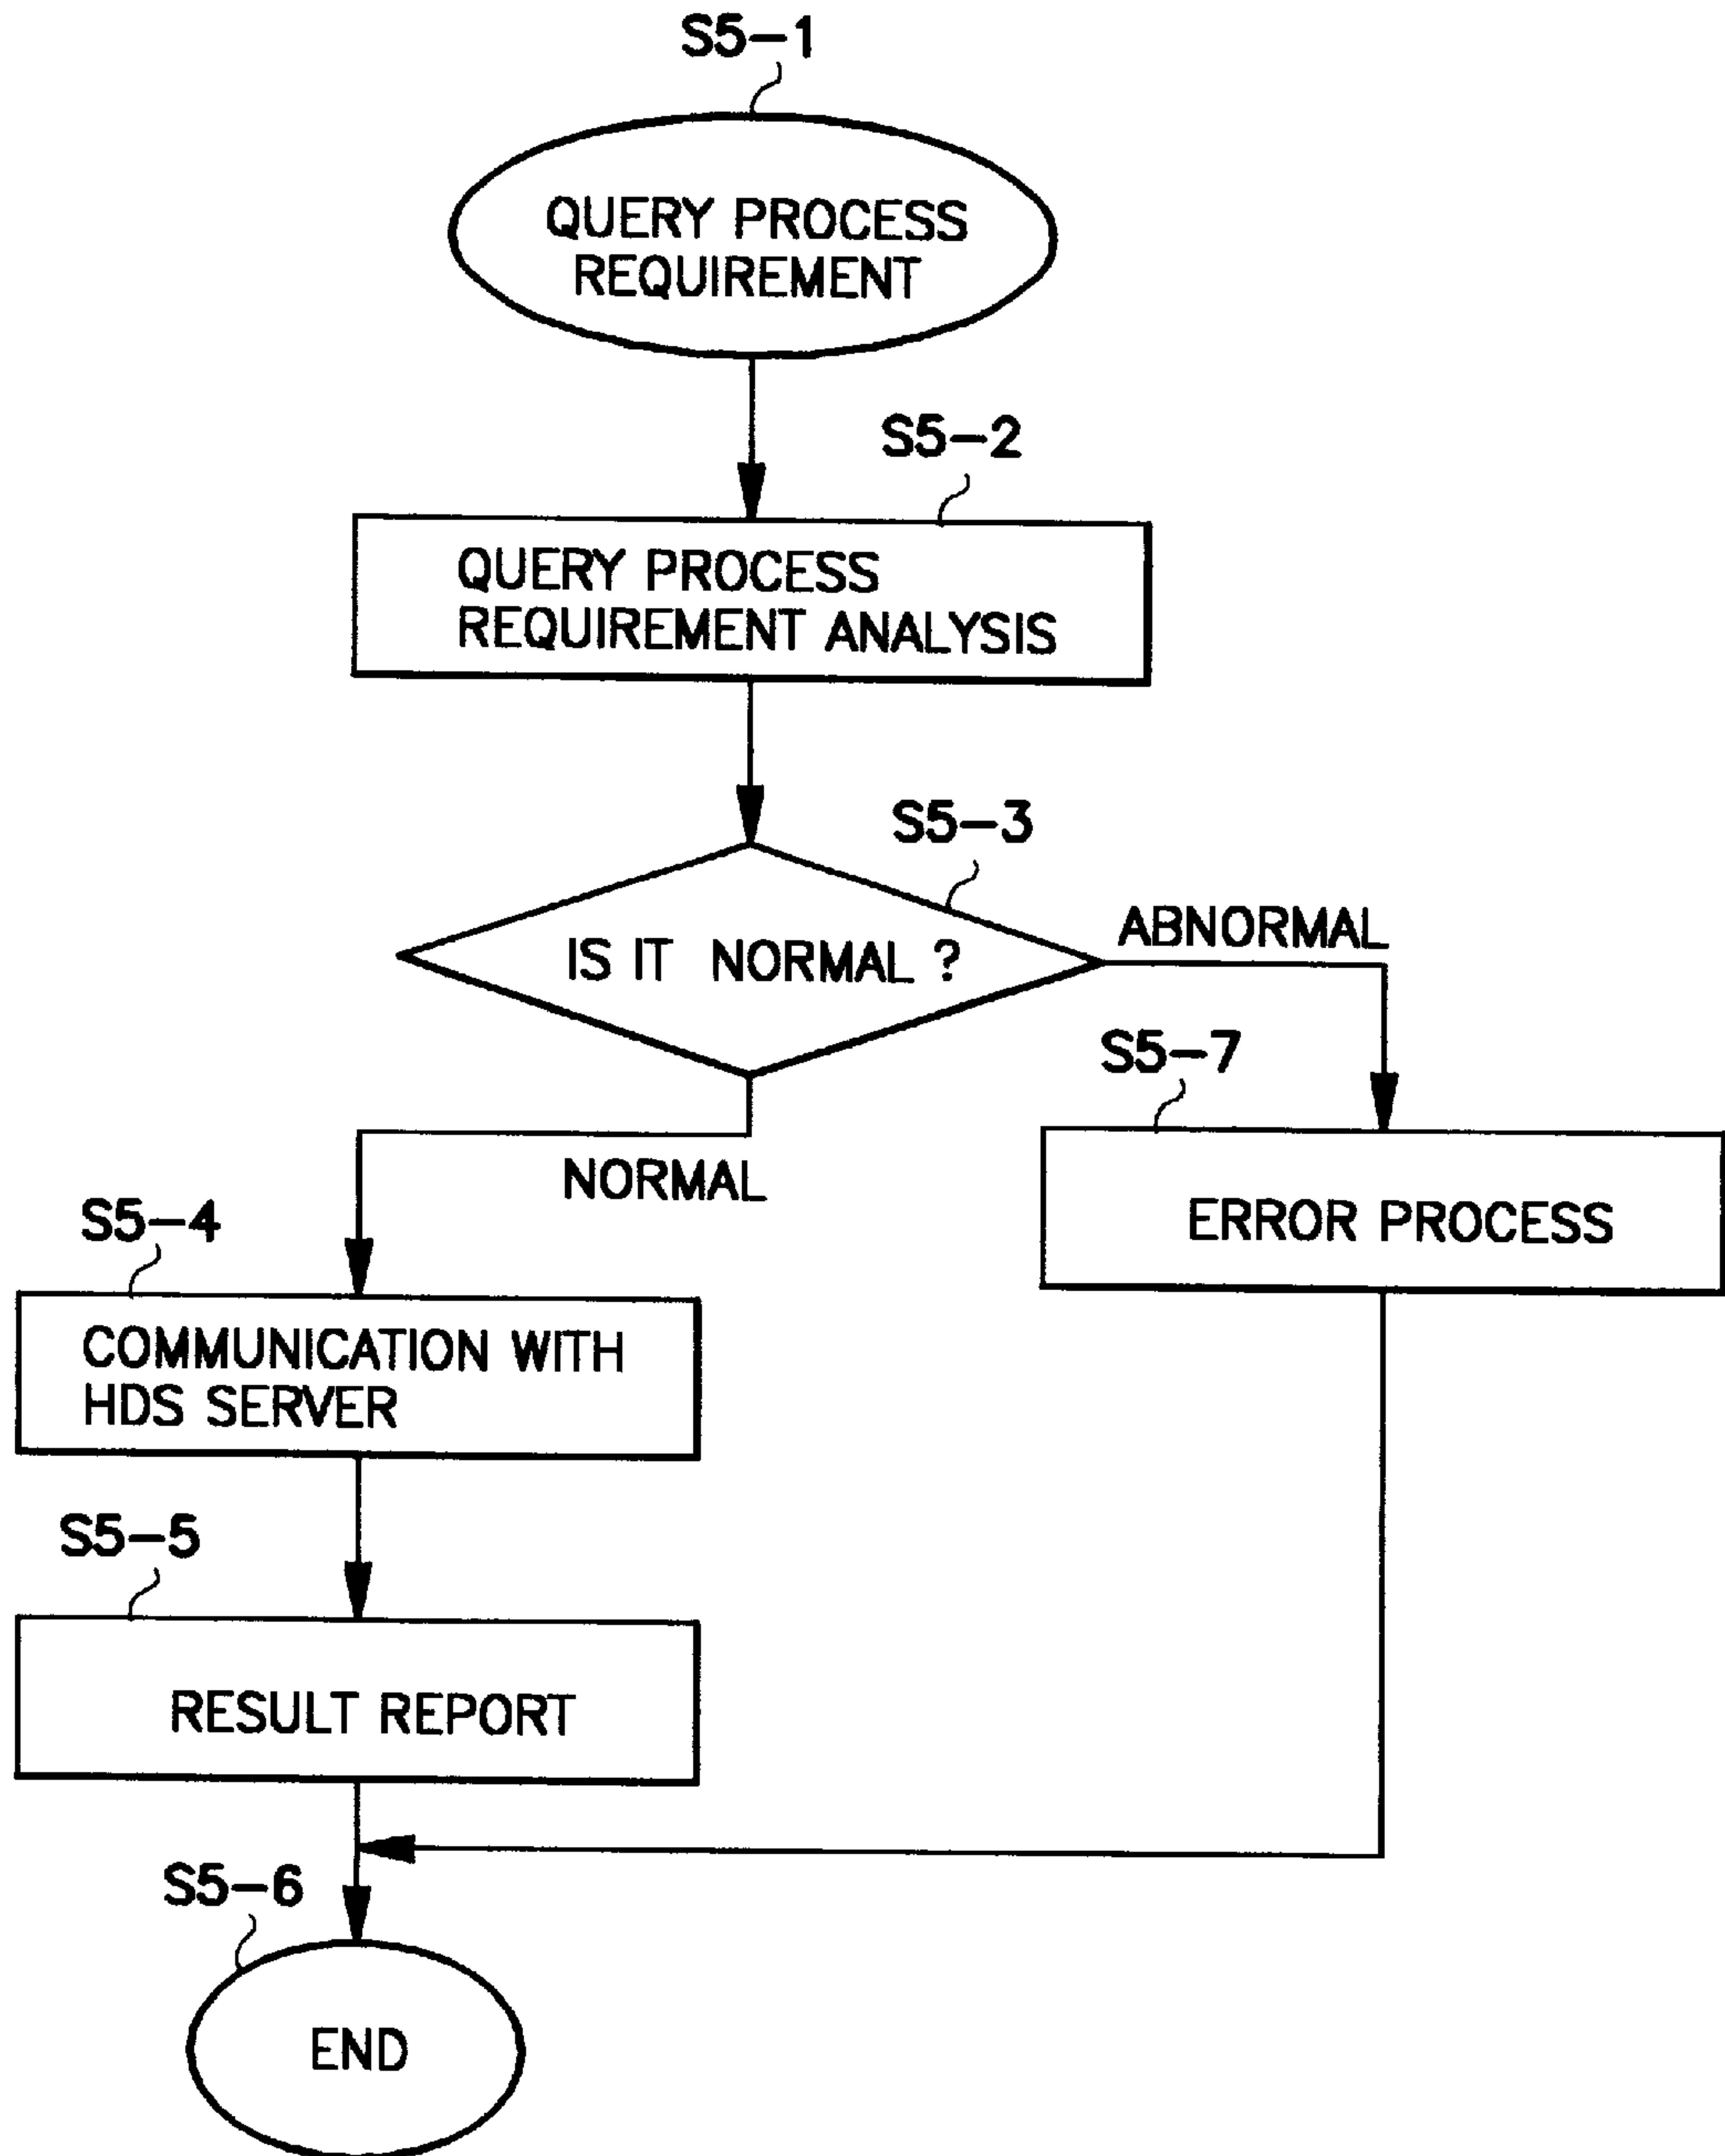 S5-1
QUERY PROCESS
REQUIREMENT
S5-2
QUERY PROCESS
REQUIREMENT ANALYSIS
S5-3
IS IT NORMAL ?
ABNORMAL
S5-7
ERROR PROCESS
NORMAL
S5-4
COMMUNICATION WITH
HDS SERVER
S5-5
RESULT REPORT
S5-6
END